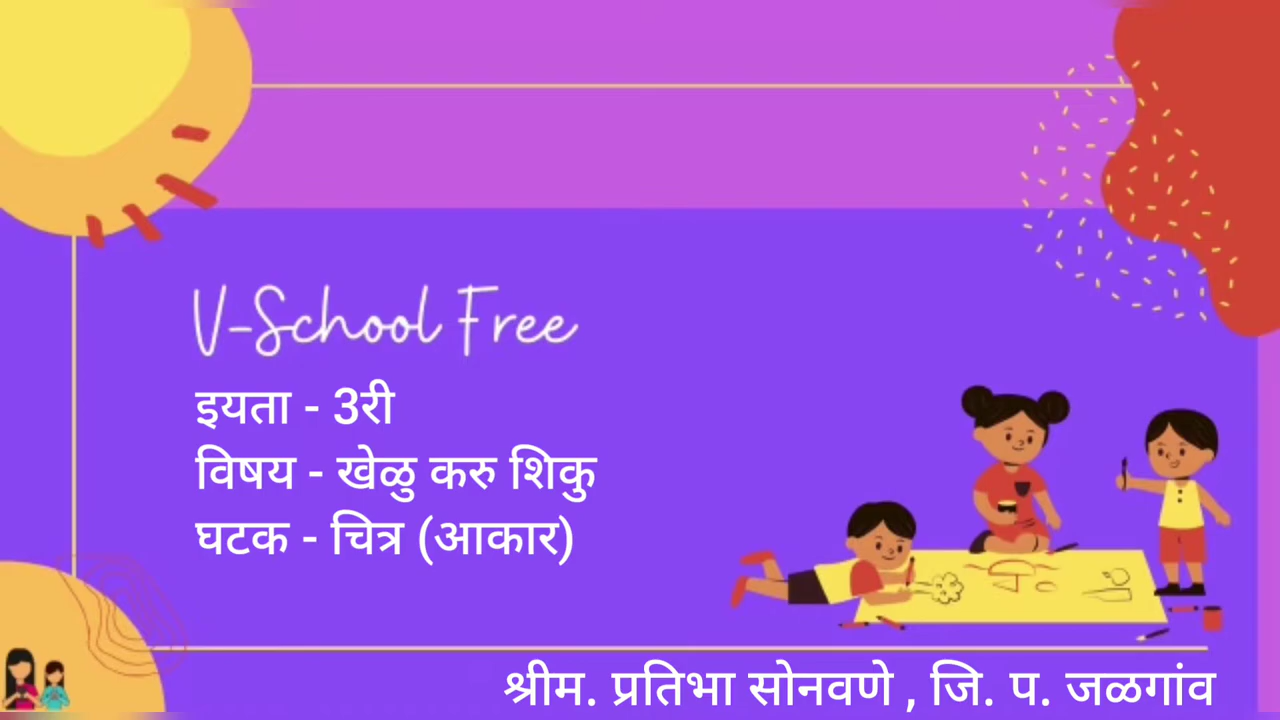 V-School Free
इयता - 3री
विषय - खेळु करु शिकु
घटक - चित्र (आकार)
श्रीम. प्रतिभा सोनवणे , जि. प. जळगांव